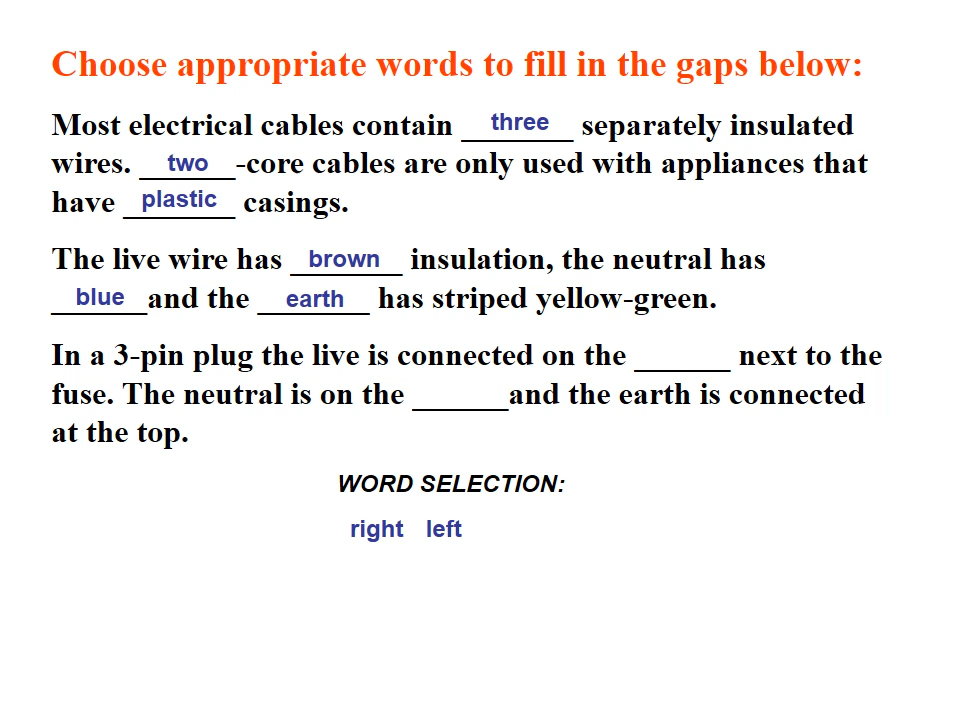 Choose appropriate words to fill in the gaps below:
Most electrical cables contain three separately insulated
wires. two-core cables are only used with appliances that
have plastic casings.
The live wire has brown insulation, the neutral has
blue and the earth has striped yellow-green.
In a 3-pin plug the live is connected on the ______ next to the
fuse. The neutral is on the ______and the earth is connected
at the top.
WORD SELECTION:
right left